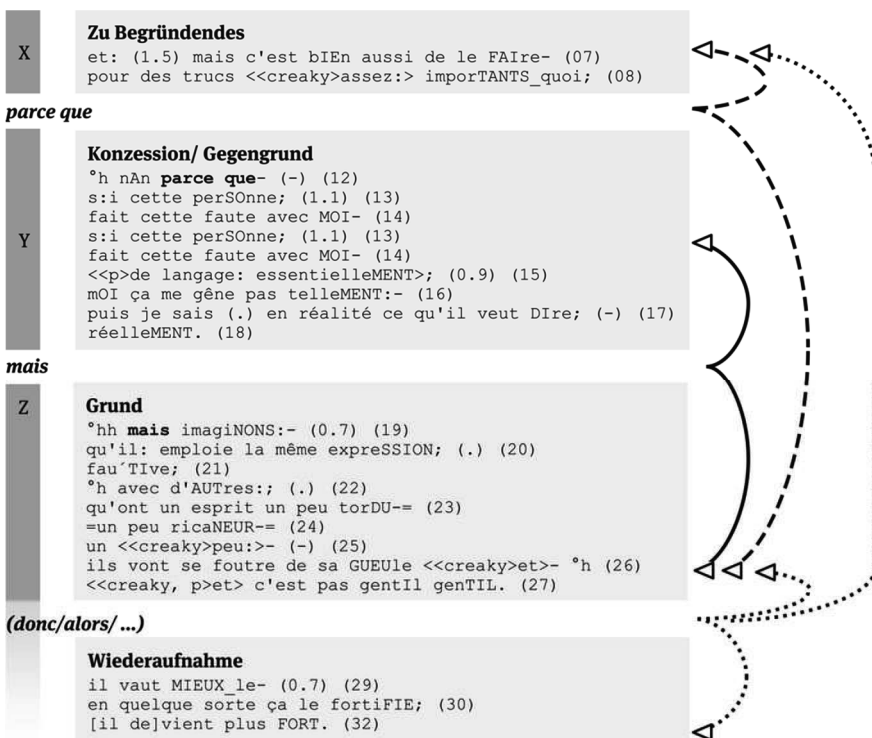 X
Zu Begründendes
et: (1.5) mais c'est bIEn aussi de le FAIre- (07)
pour des trucs <<creaky>assez:> imporTANTS_quoi; (08)
parce que
Y
Konzession/ Gegengrund
°h nAn parce que- (-) (12)
s:i cette perSOnne; (1.1) (13)
fait cette faute avec MOI- (14)
s:i cette perSOnne; (1.1) (13)
fait cette faute avec MOI- (14)
<<p>de langage: essentielleMENT>; (0.9) (15)
mOI ça me gêne pas telleMENT:- (16)
puis je sais (.) en réalité ce qu'il veut DIre; (-) (17)
réelleMENT. (18)
mais
Z
Grund
°hh mais imagiNONS:- (0.7) (19)
qu'il: emploie la même expreSSION; (.) (20)
fau´TIve; (21)
°h avec d'AUTres:; (.) (22)
qu'ont un esprit un peu torDU-= (23)
=un peu ricaNEUR-= (24)
un <<creaky>peu:>- (-) (25)
ils vont se foutre de sa GUEUle <<creaky>et>- °h (26)
<<creaky, p>et> c'est pas gentIl genTIL. (27)
(donc/alors/ ...)
Wiederaufnahme
il vaut MIEUX_le- (0.7) (29)
en quelque sorte ça le fortiFIE; (30)
[il de]vient plus FORT. (32)